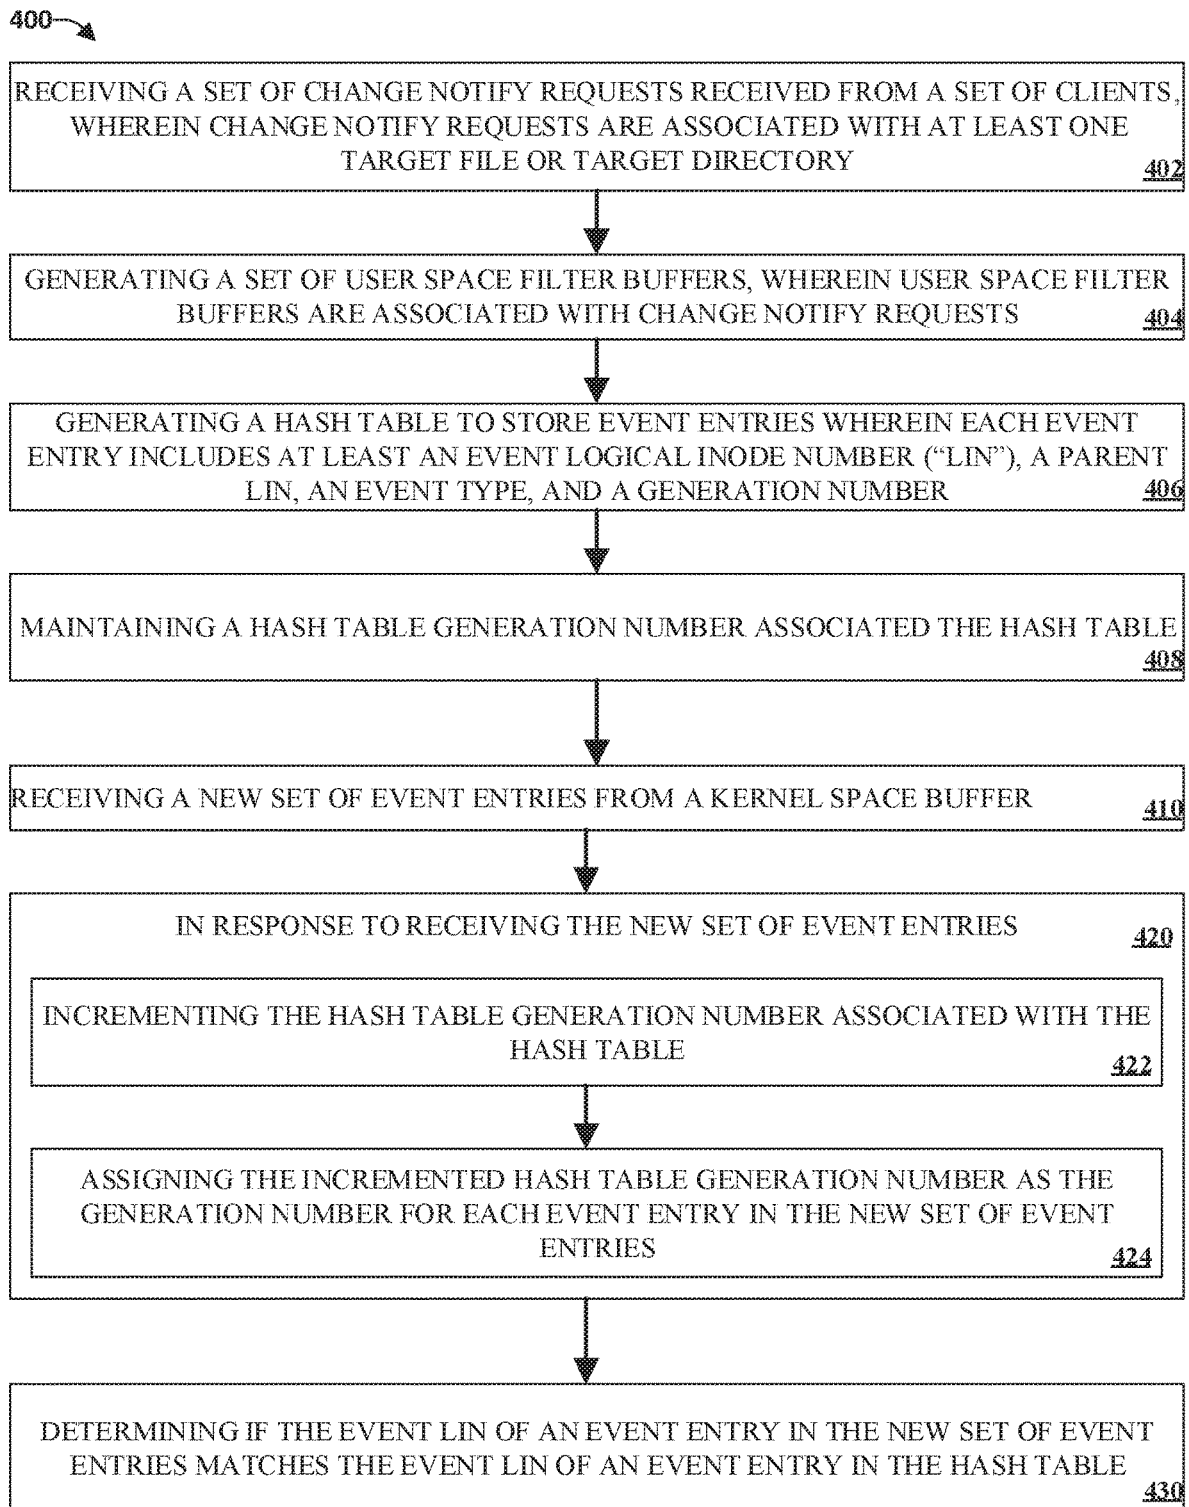 400
RECEIVING A SET OF CHANGE NOTIFY REQUESTS RECEIVED FROM A SET OF CLIENTS,
WHEREIN CHANGE NOTIFY REQUESTS ARE ASSOCIATED WITH AT LEAST ONE
TARGET FILE OR TARGET DIRECTORY
402
GENERATING A SET OF USER SPACE FILTER BUFFERS, WHEREIN USER SPACE FILTER
BUFFERS ARE ASSOCIATED WITH CHANGE NOTIFY REQUESTS
404
GENERATING A HASH TABLE TO STORE EVENT ENTRIES WHEREIN EACH EVENT
ENTRY INCLUDES AT LEAST AN EVENT LOGICAL INODE NUMBER (“LIN”), A PARENT
LIN, AN EVENT TYPE, AND A GENERATION NUMBER
406
MAINTAINING A HASH TABLE GENERATION NUMBER ASSOCIATED THE HASH TABLE
408
RECEIVING A NEW SET OF EVENT ENTRIES FROM A KERNEL SPACE BUFFER
410
IN RESPONSE TO RECEIVING THE NEW SET OF EVENT ENTRIES
420
INCREMENTING THE HASH TABLE GENERATION NUMBER ASSOCIATED WITH THE
HASH TABLE
422
ASSIGNING THE INCREMENTED HASH TABLE GENERATION NUMBER AS THE
GENERATION NUMBER FOR EACH EVENT ENTRY IN THE NEW SET OF EVENT
ENTRIES
424
DETERMINING IF THE EVENT LIN OF AN EVENT ENTRY IN THE NEW SET OF EVENT
ENTRIES MATCHES THE EVENT LIN OF AN EVENT ENTRY IN THE HASH TABLE
430